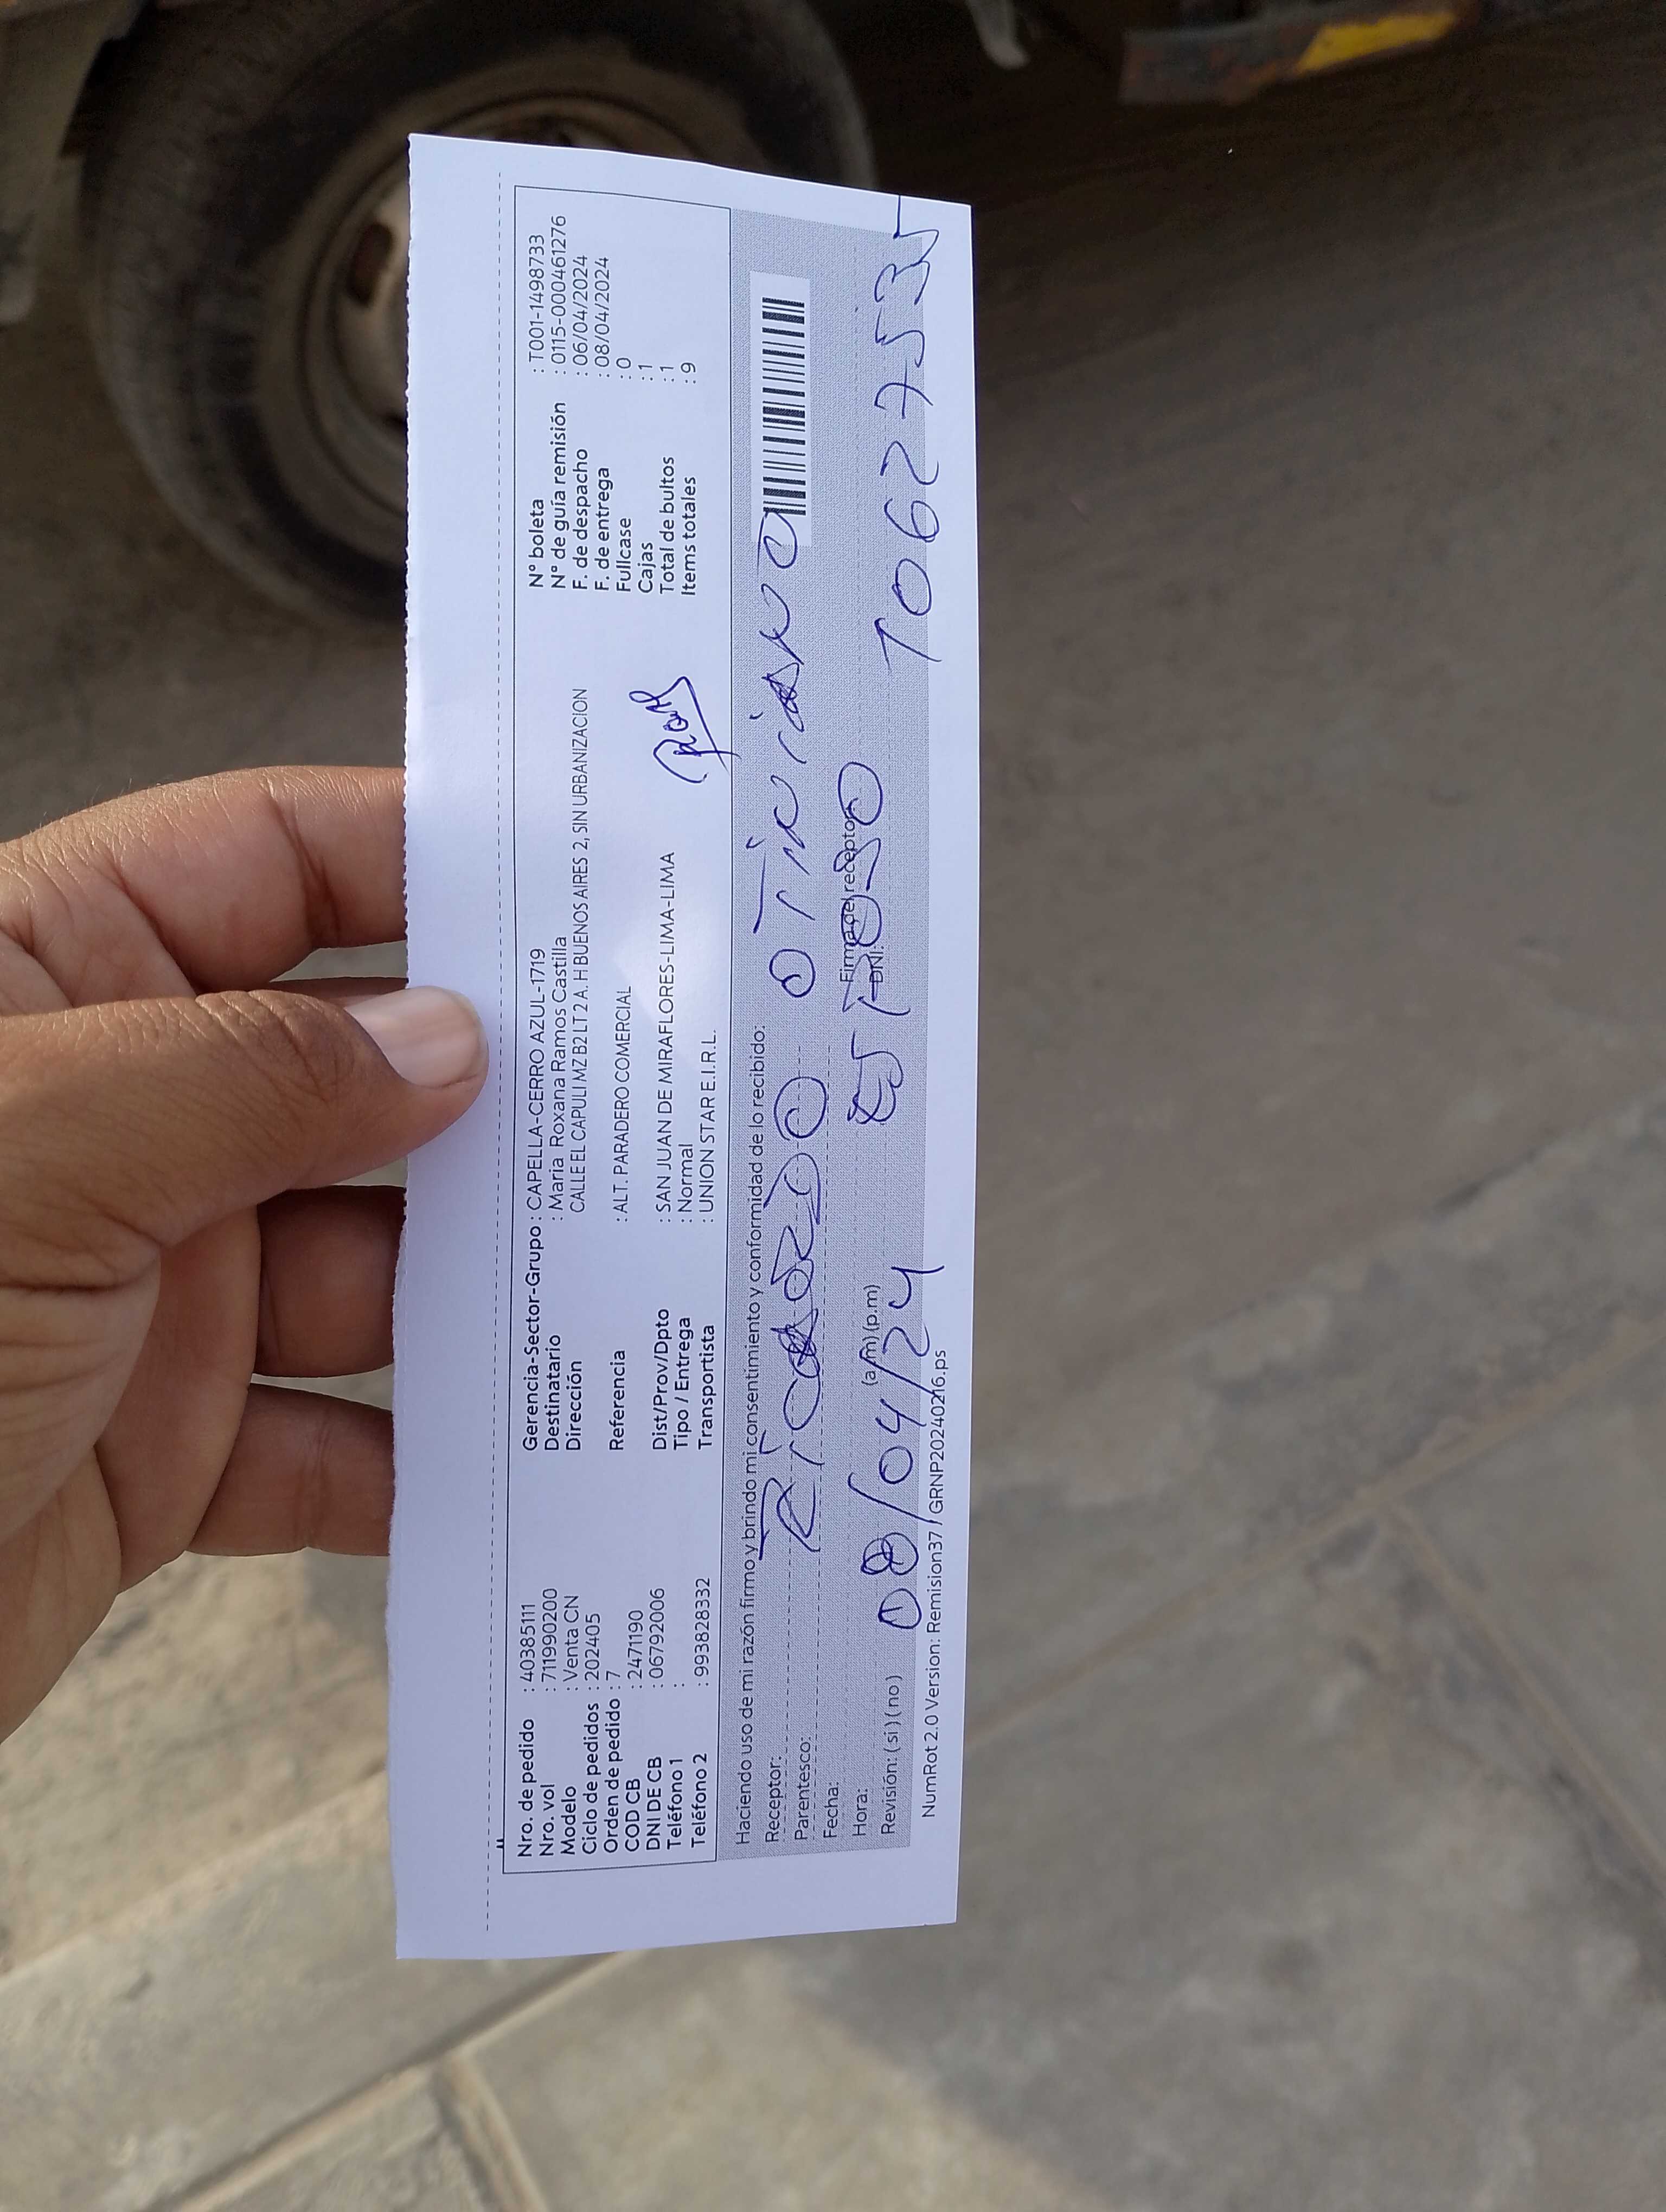 Nro. de pedido : 40385111
Nro. vol : 711990200
Modelo : Venta CN
Ciclo de pedidos : 202405
Orden de pedido : 7
COD CB : 2471190
DNI DE CB : 06792006
Teléfono 1 :
Teléfono 2 : 993828332
Gerencia-Sector-Grupo : CAPELLA-CERRO AZUL-1719
Destinatario : Maria Roxana Ramos Castilla
Dirección CALLE EL CAPULI MZ B2 LT 2 A. H BUENOS AIRES 2, SIN URBANIZACION
Referencia : ALT. PARADERO COMERCIAL
Dist/Prov/Dpto : SAN JUAN DE MIRAFLORES-LIMA-LIMA
Tipo / Entrega : Normal
Transportista : UNION STAR E.I.R.L.
N° boleta : T001-1498733
N° de guía remisión : 0115-000461276
F. de despacho : 06/04/2024
F. de entrega : 08/04/2024
Fullcase : 0
Cajas : 1
Total de bultos : 1
Items totales : 9
Haciendo uso de mi razón firmo y brindo mi consentimiento y conformidad de lo recibido:
Receptor: Ricardo
Parentesco:
Fecha:
Hora: (a.m) (p.m)
Firma del receptor
DNI:
08/04/24
Revisión: ( si ) ( no )
NumRot 2.0 Version: Remision37 / GRNP20240216.ps